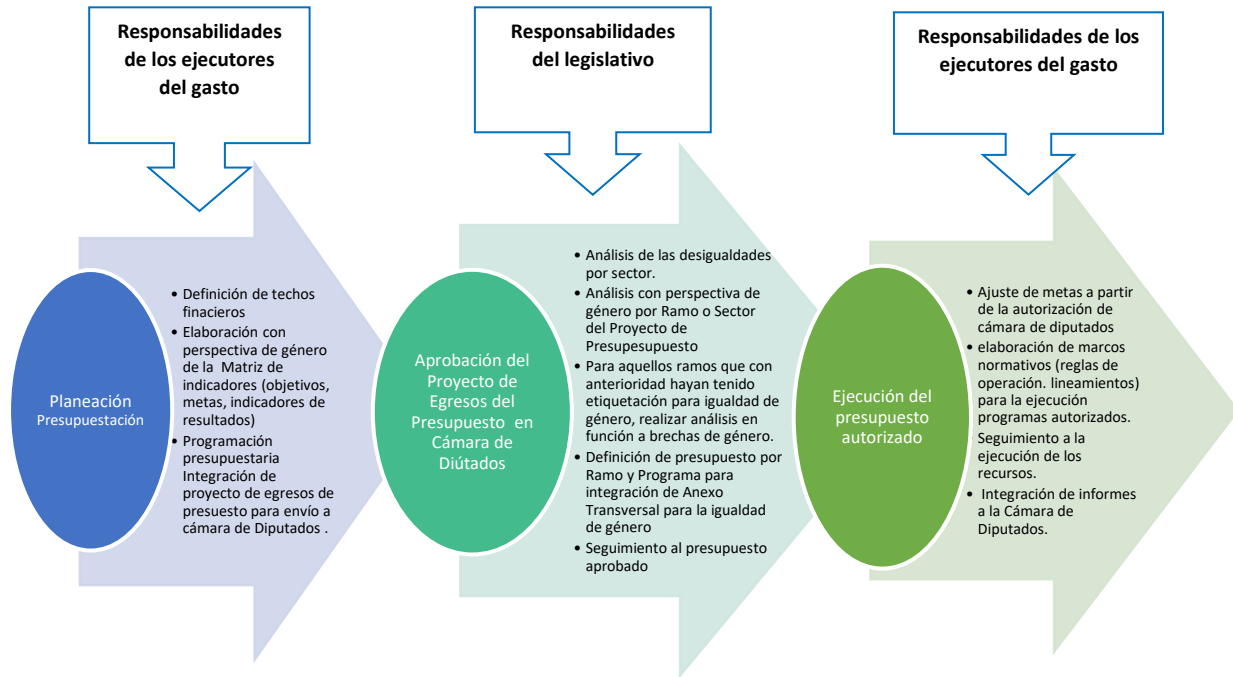 Responsabilidades
de los ejecutores
del gasto
Responsabilidades
del legislativo
Responsabilidades de los
ejecutores del gasto
Planeación
Presupuestación
• Definición de techos
finacieros
• Elaboración con
perspectiva de género
de la Matriz de
indicadores (objetivos,
metas, indicadores de
resultados)
• Programación
presupuestaria
Integración de
proyecto de egresos de
presuesto para envío a
cámara de Diputados .
Aprobación del
Proyecto de
Egresos del
Presupuesto en
Cámara de
Diútados
• Análisis de las desigualdades
por sector.
• Análisis con perspectiva de
género por Ramo o Sector
del Proyecto de
Presupesupuesto
• Para aquellos ramos que con
anterioridad hayan tenido
etiquetación para igualdad de
género, realizar análisis en
función a brechas de género.
• Definición de presupuesto por
Ramo y Programa para
integración de Anexo
Transversal para la igualdad
de género
• Seguimiento al presupuesto
aprobado
Ejecución del
presupuesto
autorizado
• Ajuste de metas a partir
de la autorización de
cámara de diputados
• elaboración de marcos
normativos (reglas de
operación. lineamientos)
para la ejecución
programas autorizados.
Seguimiento a la
ejecución de los
recursos.
• Integración de informes
a la Cámara de
Diputados.